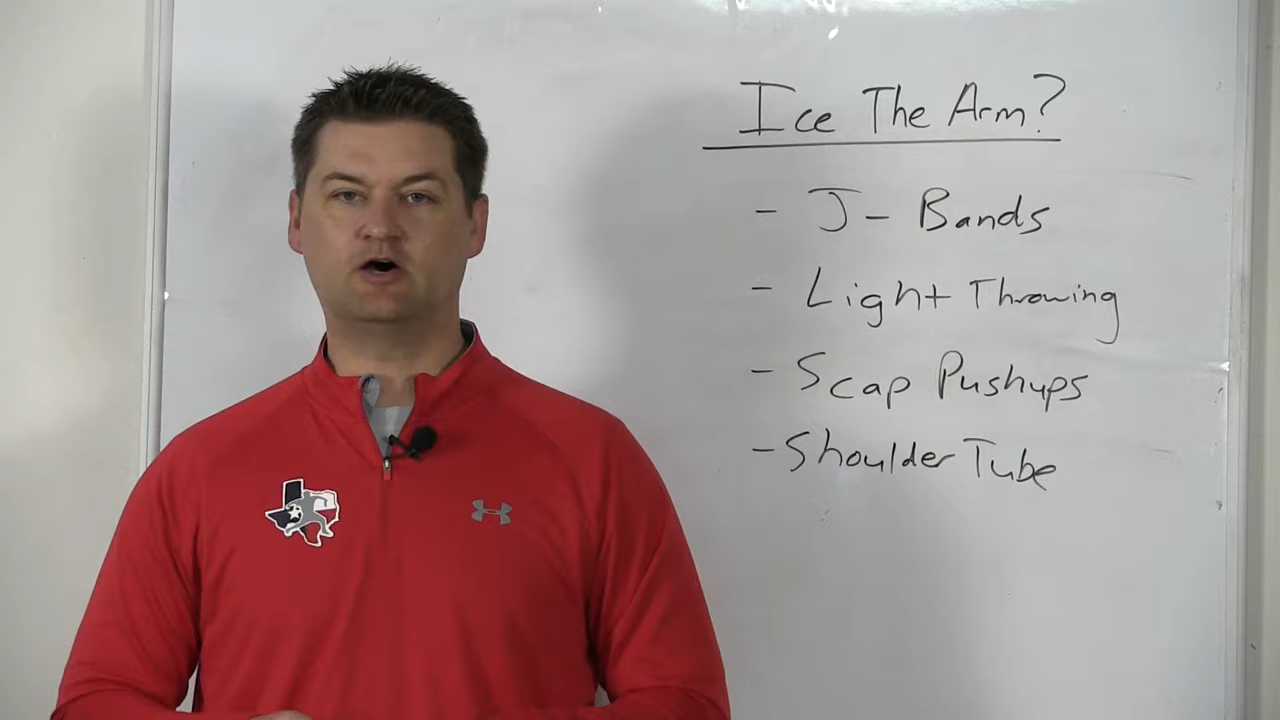 Ice The Arm?
- J-Bands
- Light Throwing
- Scap Pushups
- Shoulder Tube